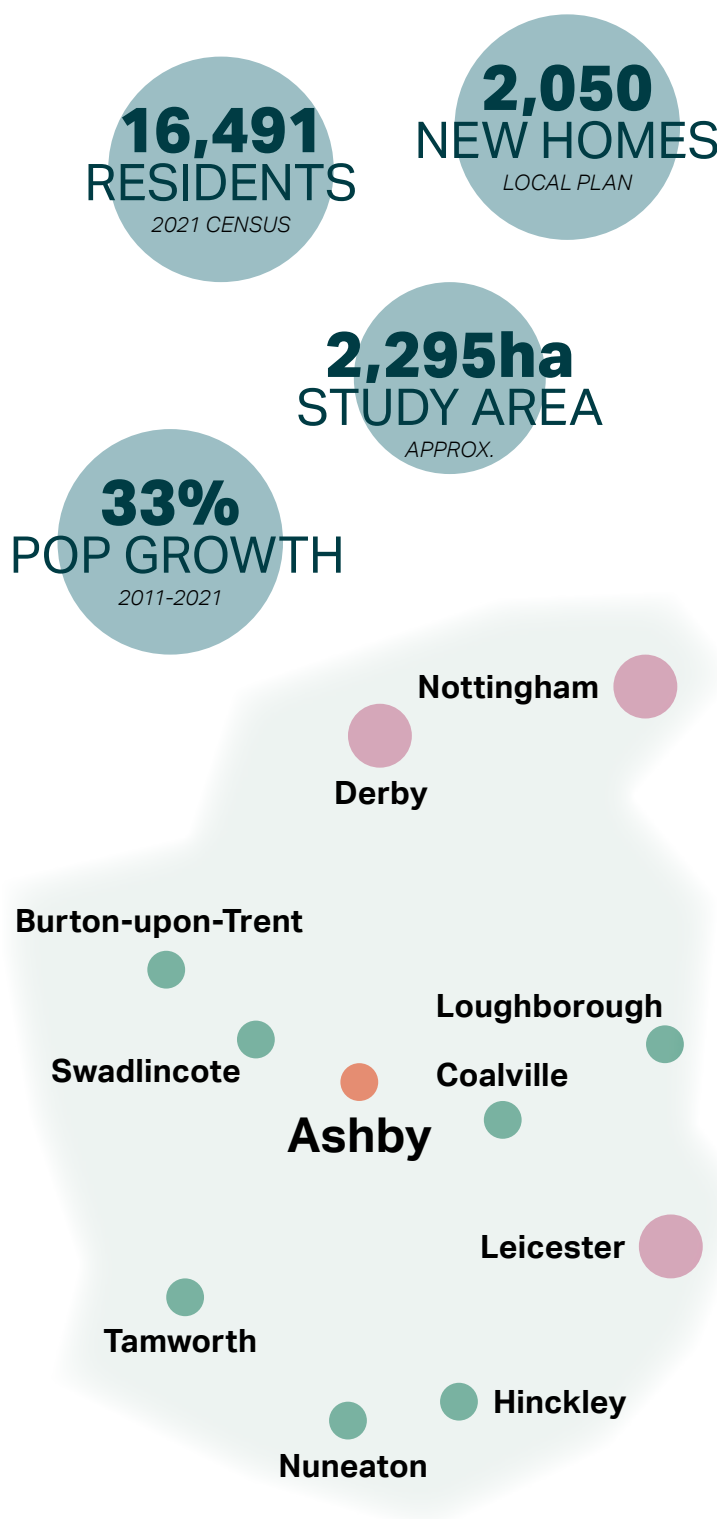 16,491
RESIDENTS
2021 CENSUS
2,050
NEW HOMES
LOCAL PLAN
2,295ha
STUDY AREA
APPROX.
33%
POP GROWTH
2011-2021
Nottingham
Derby
Burton-upon-Trent
Loughborough
Swadlincote
Coalville
Ashby
Leicester
Tamworth
Hinckley
Nuneaton